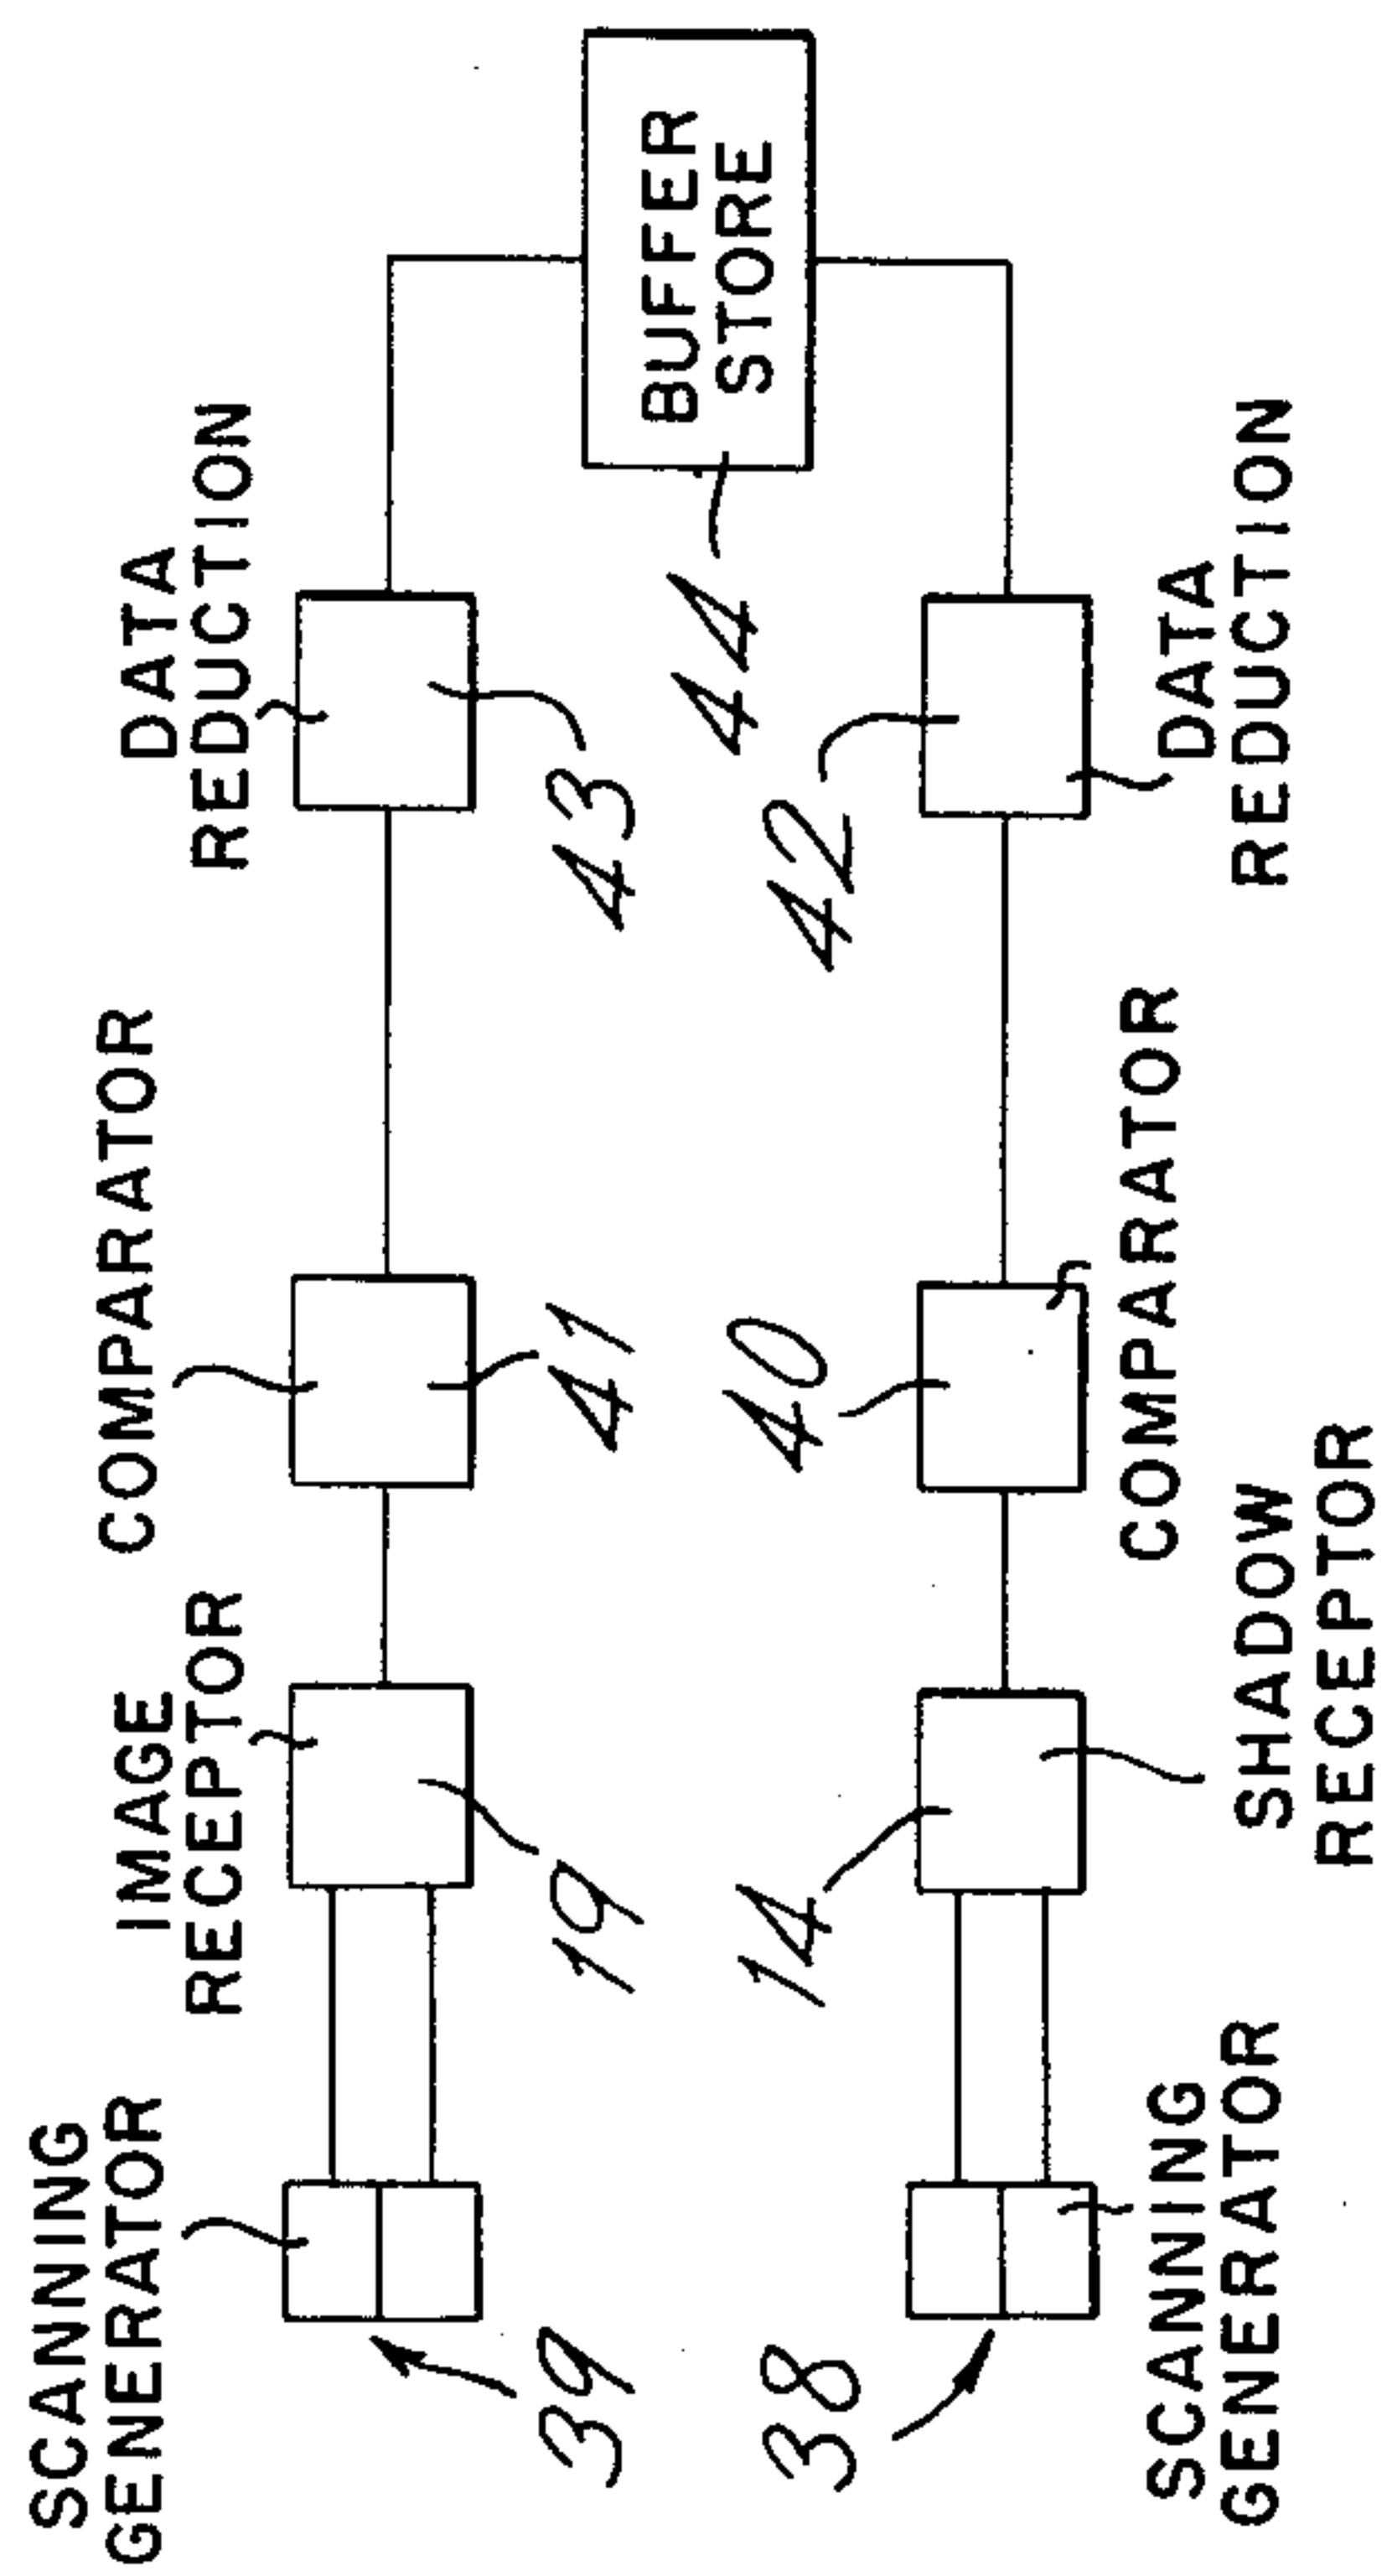 SCANNING
GENERATOR
IMAGE
RECEPTOR
COMPARATOR
DATA
REDUCTION
39
19
41
43
44
BUFFER
STORE
38
14
40
42
SCANNING
GENERATOR
SHADOW
RECEPTOR
COMPARATOR
DATA
REDUCTION